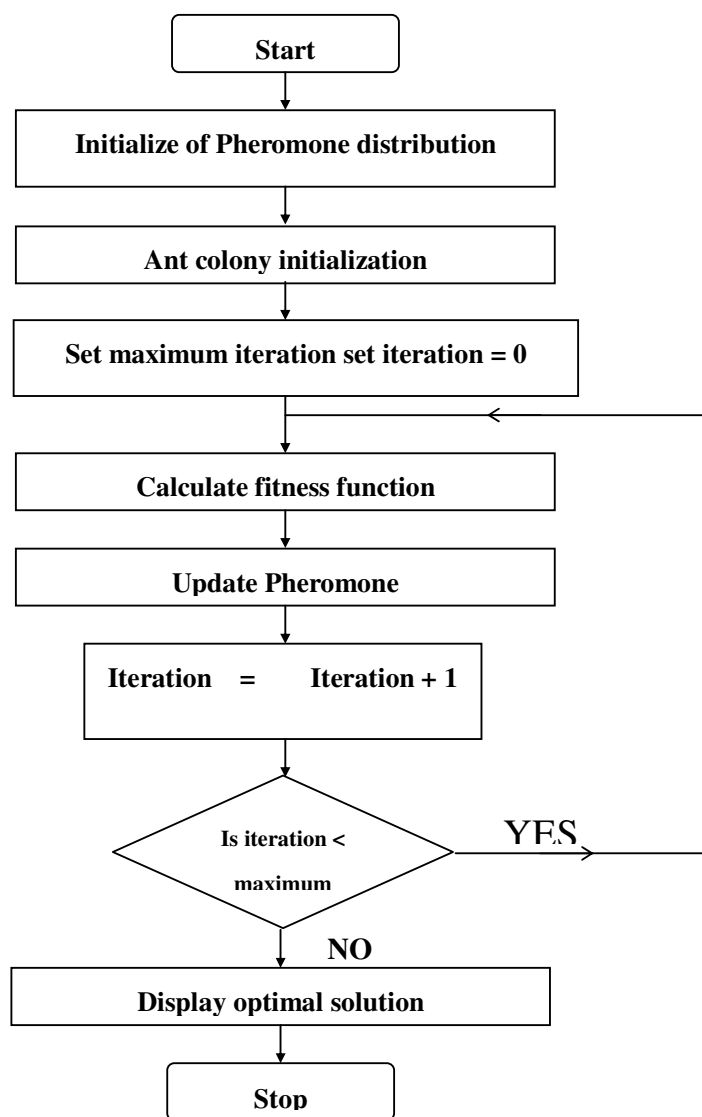 Start
Initialize of Pheromone distribution
Ant colony initialization
Set maximum iteration set iteration = 0
Calculate fitness function
Update Pheromone
Iteration = Iteration + 1
Is iteration <
maximum
YES
NO
Display optimal solution
Stop